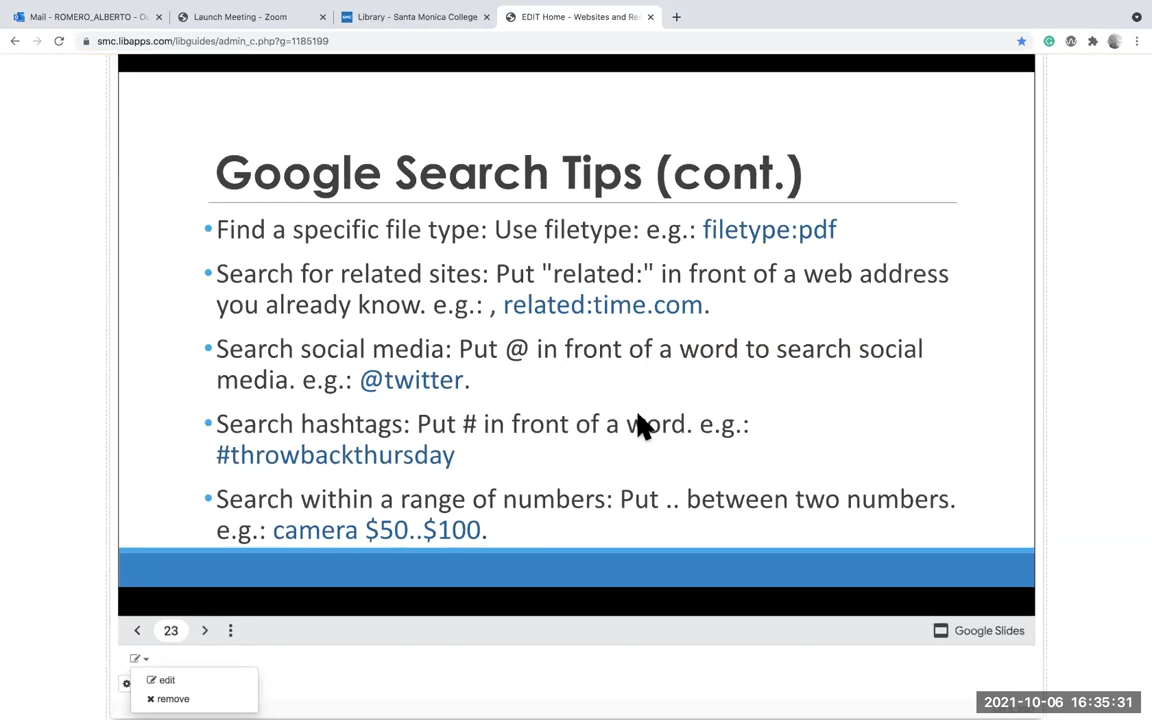 Mail - ROMERO_ALBERTO - Ou
Launch Meeting - Zoom
Library - Santa Monica College
EDIT Home - Websites and Res
smc.libapps.com/libguides/admin_c.php?g=1185199
Google Search Tips (cont.)
•Find a specific file type: Use filetype: e.g.: filetype:pdf
•Search for related sites: Put "related:" in front of a web address
you already know. e.g.: , related:time.com.
•Search social media: Put @ in front of a word to search social
media. e.g.: @twitter.
•Search hashtags: Put # in front of a word. e.g.:
#throwbackthursday
•Search within a range of numbers: Put .. between two numbers.
e.g.: camera $50..$100.
23
Google Slides
edit
remove
2021-10-06 16:35:31